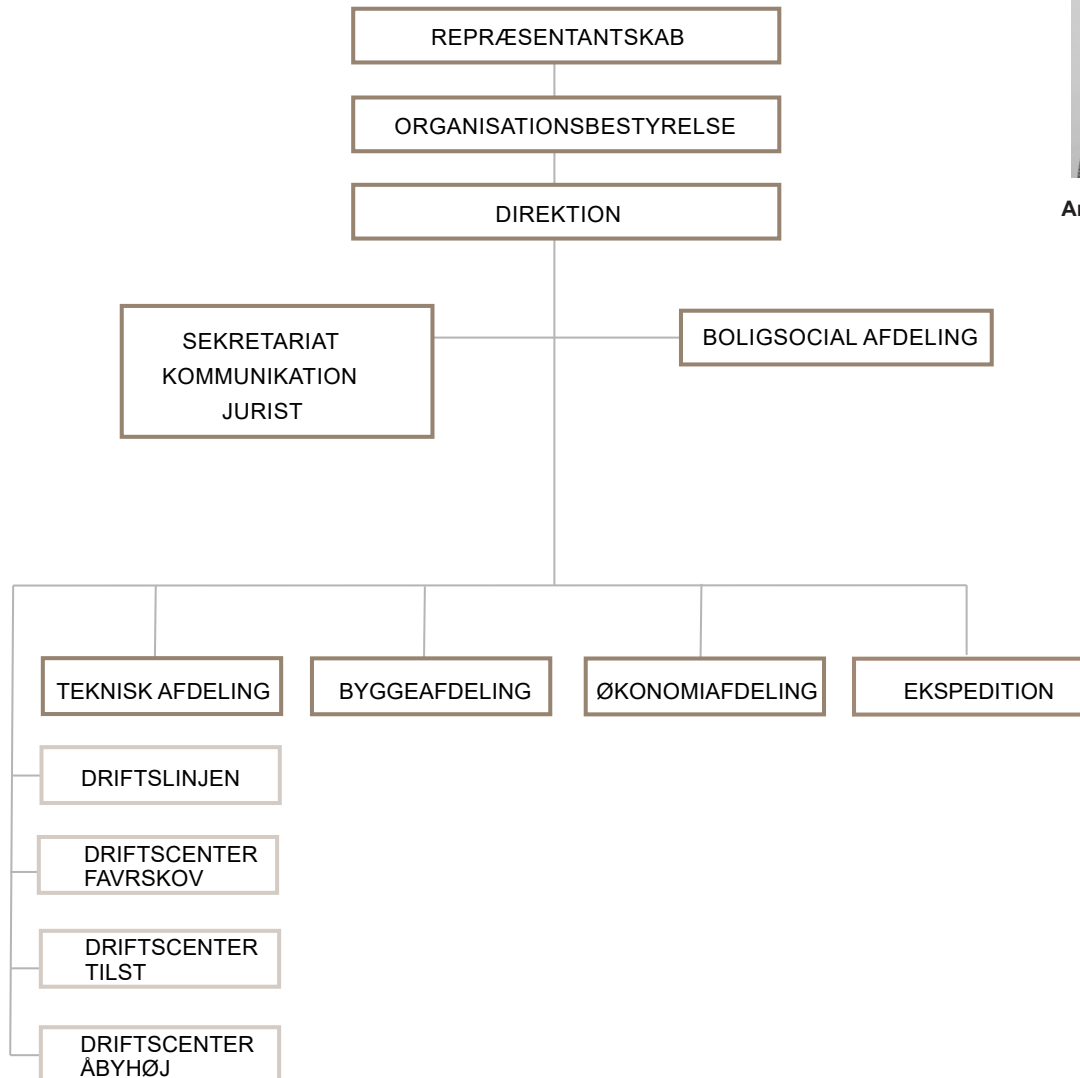 REPRÆSENTANTSKAB
ORGANISATIONSBESTYRELSE
DIREKTION
SEKRETARIAT
KOMMUNIKATION
JURIST
BOLIGSOCIAL AFDELING
TEKNISK AFDELING
BYGGEAFDELING
ØKONOMIAFDELING
EKSPEDITION
DRIFTSLINJEN
DRIFTSCENTER
FAVRSKOV
DRIFTSCENTER
TILST
DRIFTSCENTER
ÅBYHØJ